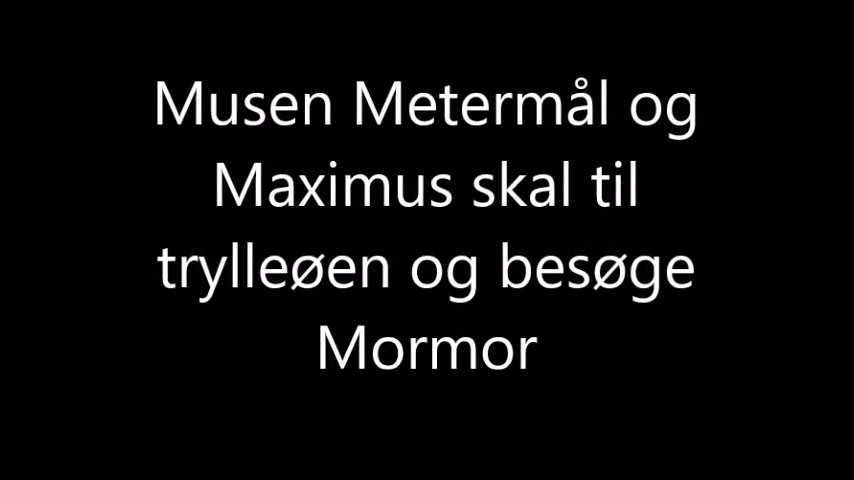 Musen Metermål og
Maximus skal til
trylleøen og besøge
Mormor